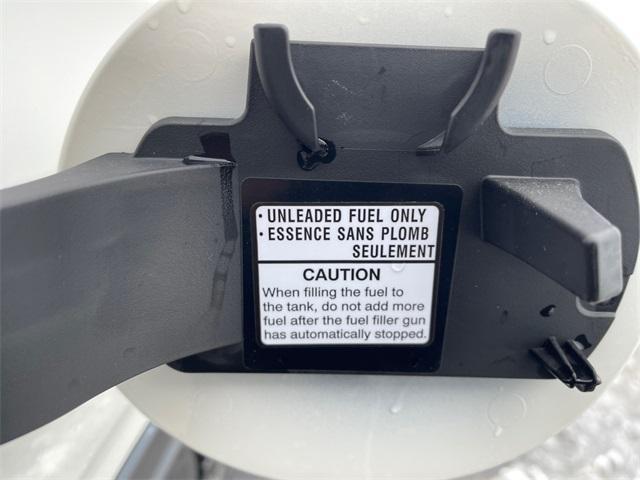 · UNLEADED FUEL ONLY
· ESSENCE SANS PLOMB
SEULEMENT
CAUTION
When filling the fuel to
the tank, do not add more
fuel after the fuel filler gun
has automatically stopped.